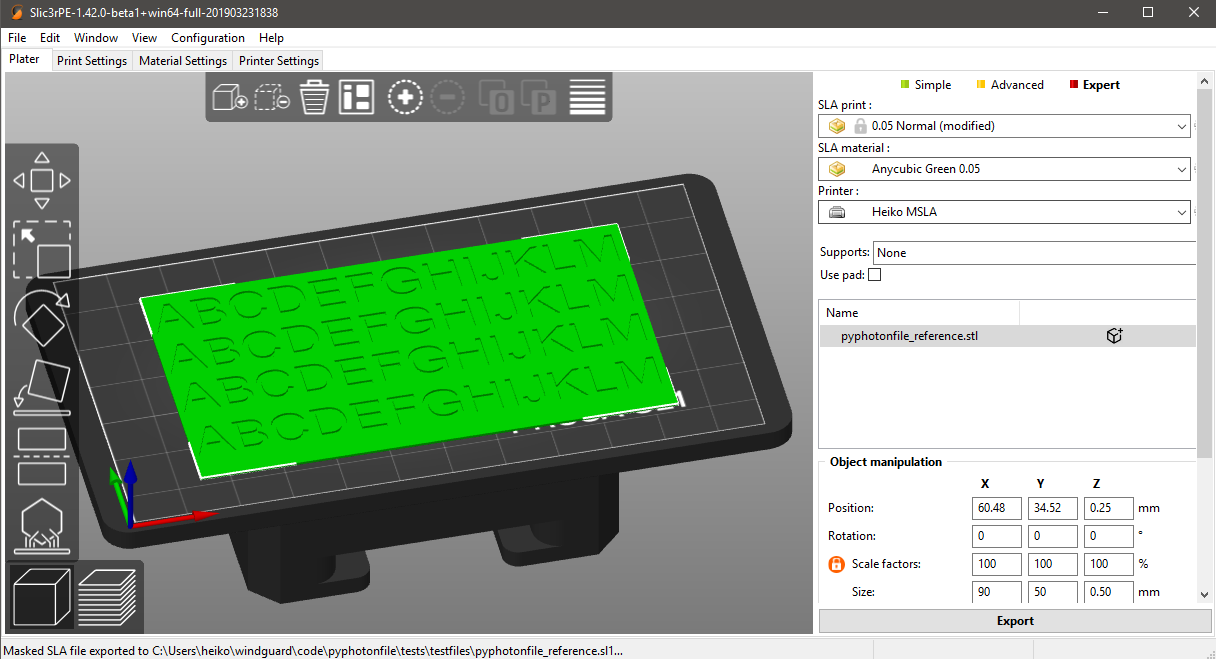 Slic3rPE-1.42.0-beta1+win64-full-201903231838
File Edit Window View Configuration Help
Plater Print Settings Material Settings Printer Settings
Simple Advanced Expert
SLA print :
0.05 Normal (modified)
SLA material :
Anycubic Green 0.05
Printer :
Heiko MSLA
Supports: None
Use pad:
Name
pyphotonfile_reference.stl
O P
ABCDEFGHIJKLM
ABCDEFGHIJKLM
ABCDEFGHIJKLM
ABCDEFGHIJKLM
Object manipulation
X Y Z
Position: 60.48 34.52 0.25 mm
Rotation: 0 0 0 °
Scale factors: 100 100 100 %
Size: 90 50 0.50 mm
Export
Masked SLA file exported to C:\Users\heiko\windguard\code\pyphotonfile\tests\testfiles\pyphotonfile_reference.sl1...